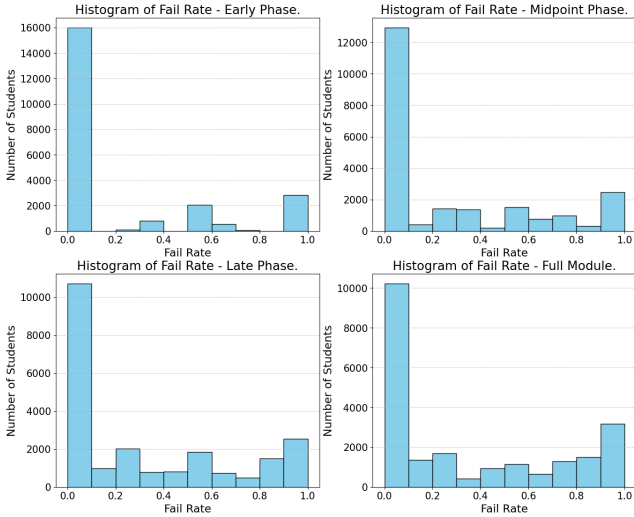 Histogram of Fail Rate - Early Phase.
16000
14000
12000
10000
8000
6000
4000
2000
0
Number of Students
0.0 0.2 0.4 0.6 0.8 1.0
Fail Rate
Histogram of Fail Rate - Midpoint Phase.
12000
10000
8000
6000
4000
2000
0
Number of Students
0.0 0.2 0.4 0.6 0.8 1.0
Fail Rate
Histogram of Fail Rate - Late Phase.
10000
8000
6000
4000
2000
0
Number of Students
0.0 0.2 0.4 0.6 0.8 1.0
Fail Rate
Histogram of Fail Rate - Full Module.
10000
8000
6000
4000
2000
0
Number of Students
0.0 0.2 0.4 0.6 0.8 1.0
Fail Rate